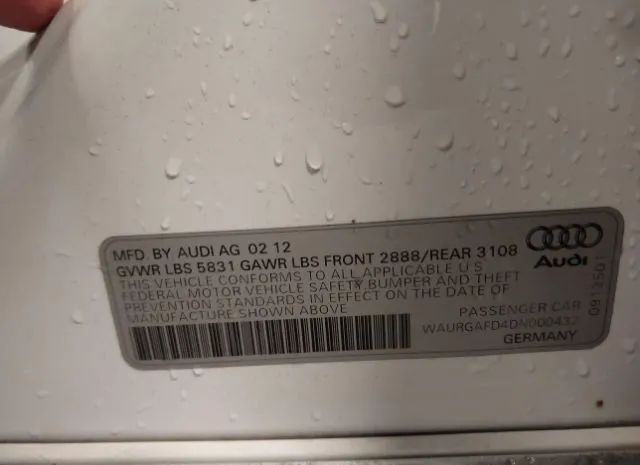 MFD. BY AUDI AG 02 12
GVWR LBS 5831 GAWR LBS FRONT 2888/REAR 3108
THIS VEHICLE CONFORMS TO ALL APPLICABLE U S
FEDERAL MOTOR VEHICLE SAFETY, BUMPER AND THEFT
PREVENTION STANDARDS IN EFFECT ON THE DATE OF
MANUFACTURE SHOWN ABOVE
Audi
PASSENGER CAR
WAURGAFD4DN000432
GERMANY
0912501